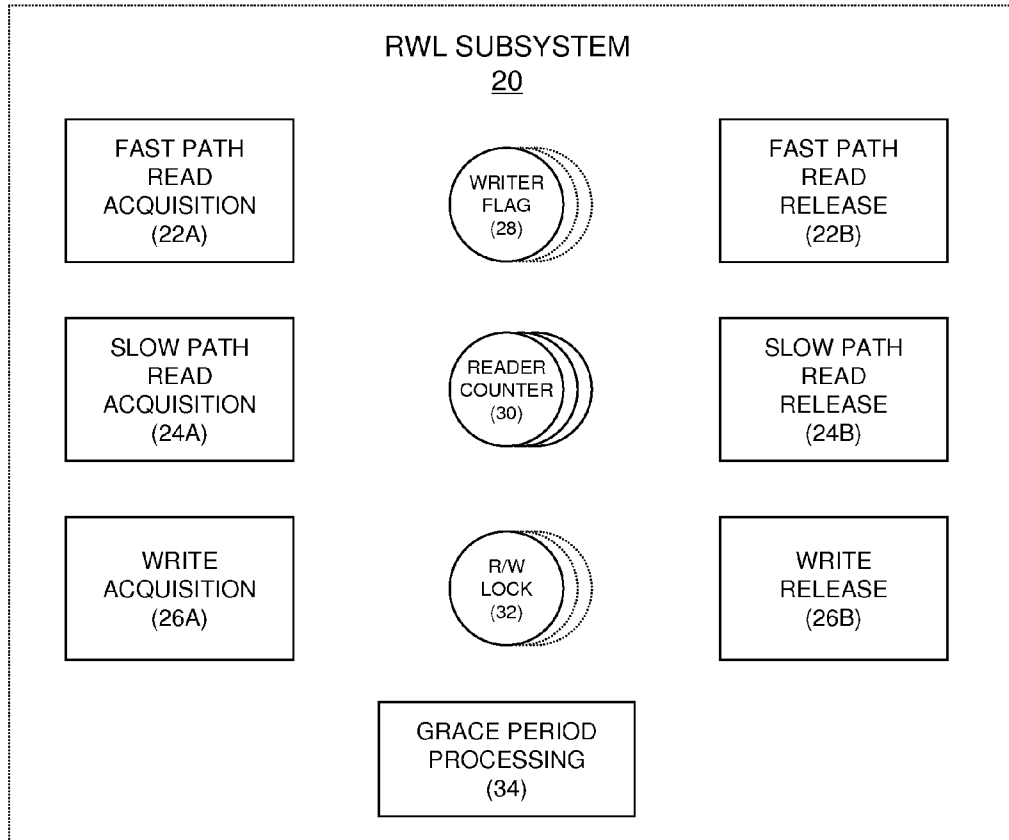 RWL SUBSYSTEM
20
FAST PATH
READ
ACQUISITION
(22A)
WRITER
FLAG
(28)
FAST PATH
READ
RELEASE
(22B)
SLOW PATH
READ
ACQUISITION
(24A)
READER
COUNTER
(30)
SLOW PATH
READ
RELEASE
(24B)
WRITE
ACQUISITION
(26A)
R/W
LOCK
(32)
WRITE
RELEASE
(26B)
GRACE PERIOD
PROCESSING
(34)